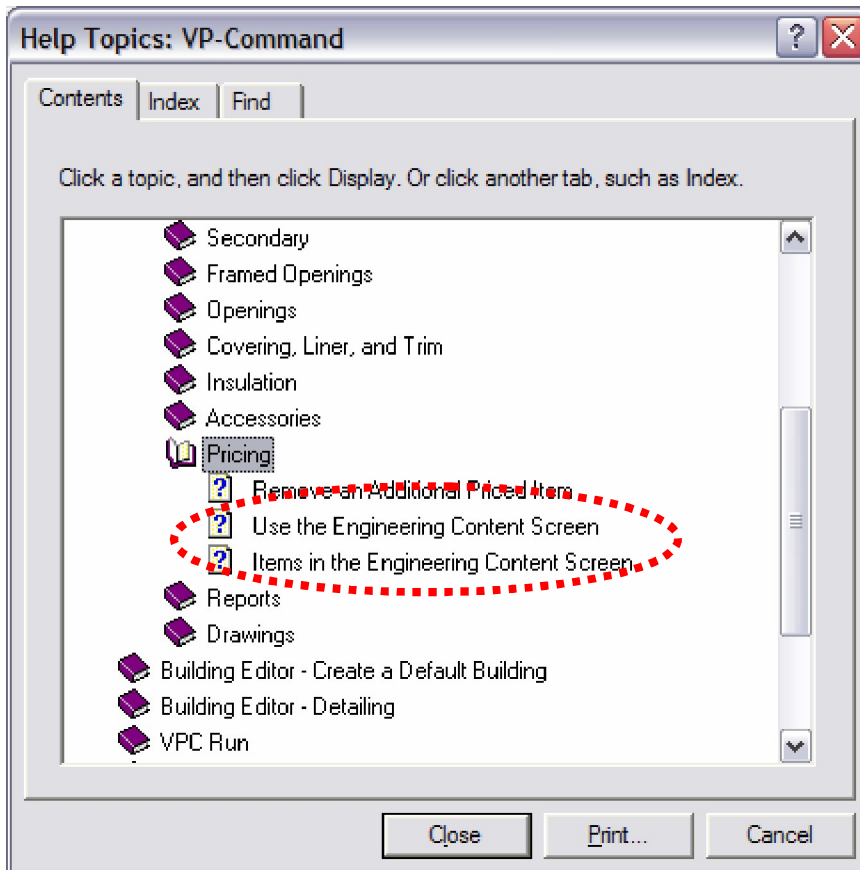 Help Topics: VP-Command
Contents Index Find
Click a topic, and then click Display. Or click another tab, such as Index.
Secondary
Framed Openings
Openings
Covering, Liner, and Trim
Insulation
Accessories
Pricing
Remove an Additional Priced Item
Use the Engineering Content Screen
Items in the Engineering Content Screen
Reports
Drawings
Building Editor - Create a Default Building
Building Editor - Detailing
VPC Run
Close Print... Cancel